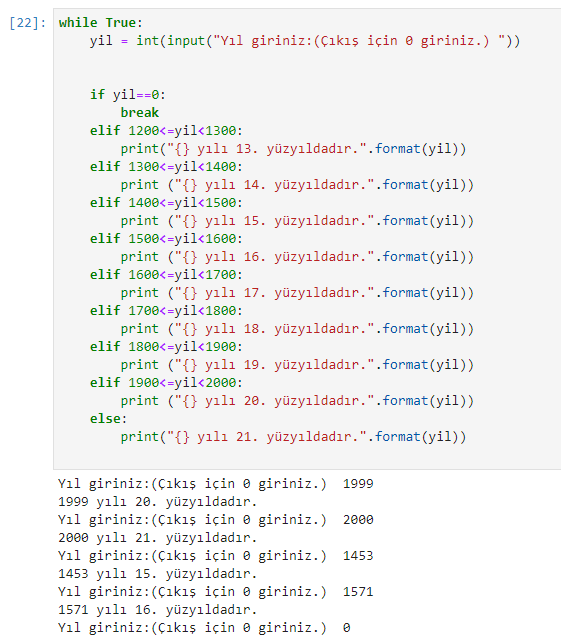 [22]: while True:
yil = int(input("Yıl giriniz:(Çıkış için 0 giriniz.) "))
if yil==0:
break
elif 1200<=yil<1300:
print("{} yılı 13. yüzyıldadır.".format(yil))
elif 1300<=yil<1400:
print ("{} yılı 14. yüzyıldadır.".format(yil))
elif 1400<=yil<1500:
print ("{} yılı 15. yüzyıldadır.".format(yil))
elif 1500<=yil<1600:
print ("{} yılı 16. yüzyıldadır.".format(yil))
elif 1600<=yil<1700:
print ("{} yılı 17. yüzyıldadır.".format(yil))
elif 1700<=yil<1800:
print ("{} yılı 18. yüzyıldadır.".format(yil))
elif 1800<=yil<1900:
print ("{} yılı 19. yüzyıldadır.".format(yil))
elif 1900<=yil<2000:
print ("{} yılı 20. yüzyıldadır.".format(yil))
else:
print("{} yılı 21. yüzyıldadır.".format(yil))
Yıl giriniz:(Çıkış için 0 giriniz.) 1999
1999 yılı 20. yüzyıldadır.
Yıl giriniz:(Çıkış için 0 giriniz.) 2000
2000 yılı 21. yüzyıldadır.
Yıl giriniz:(Çıkış için 0 giriniz.) 1453
1453 yılı 15. yüzyıldadır.
Yıl giriniz:(Çıkış için 0 giriniz.) 1571
1571 yılı 16. yüzyıldadır.
Yıl giriniz:(Çıkış için 0 giriniz.) 0